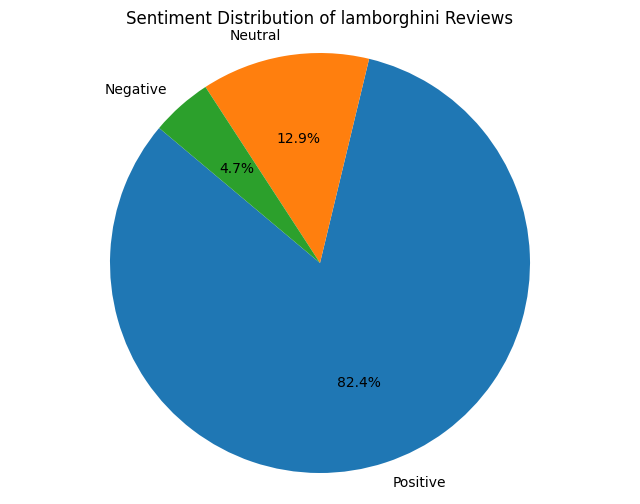 Sentiment Distribution of lamborghini Reviews
Neutral
Negative
12.9%
4.7%
82.4%
Positive